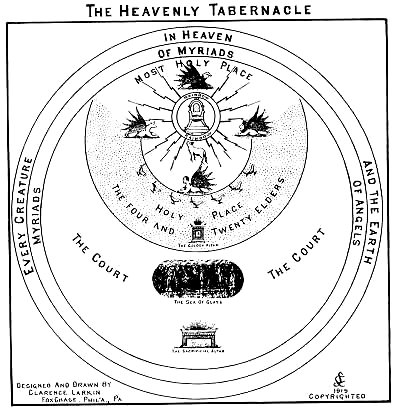 THE HEAVENLY TABERNACLE
IN HEAVEN
OF MYRIADS
MOST HOLY PLACE
RAINBOW
HOLY PLACE
THE FOUR AND TWENTY ELDERS
THE GOLDEN ALTAR
EVERY CREATURE
MYRIADS
AND THE EARTH
OF ANGELS
THE COURT
THE COURT
THE SEA OF GLASS
THE SACRIFICIAL ALTAR
DESIGNED AND DRAWN BY
CLARENCE LARKIN
FOX CHASE, PHIL'A., PA.
1919
COPYRIGHTED